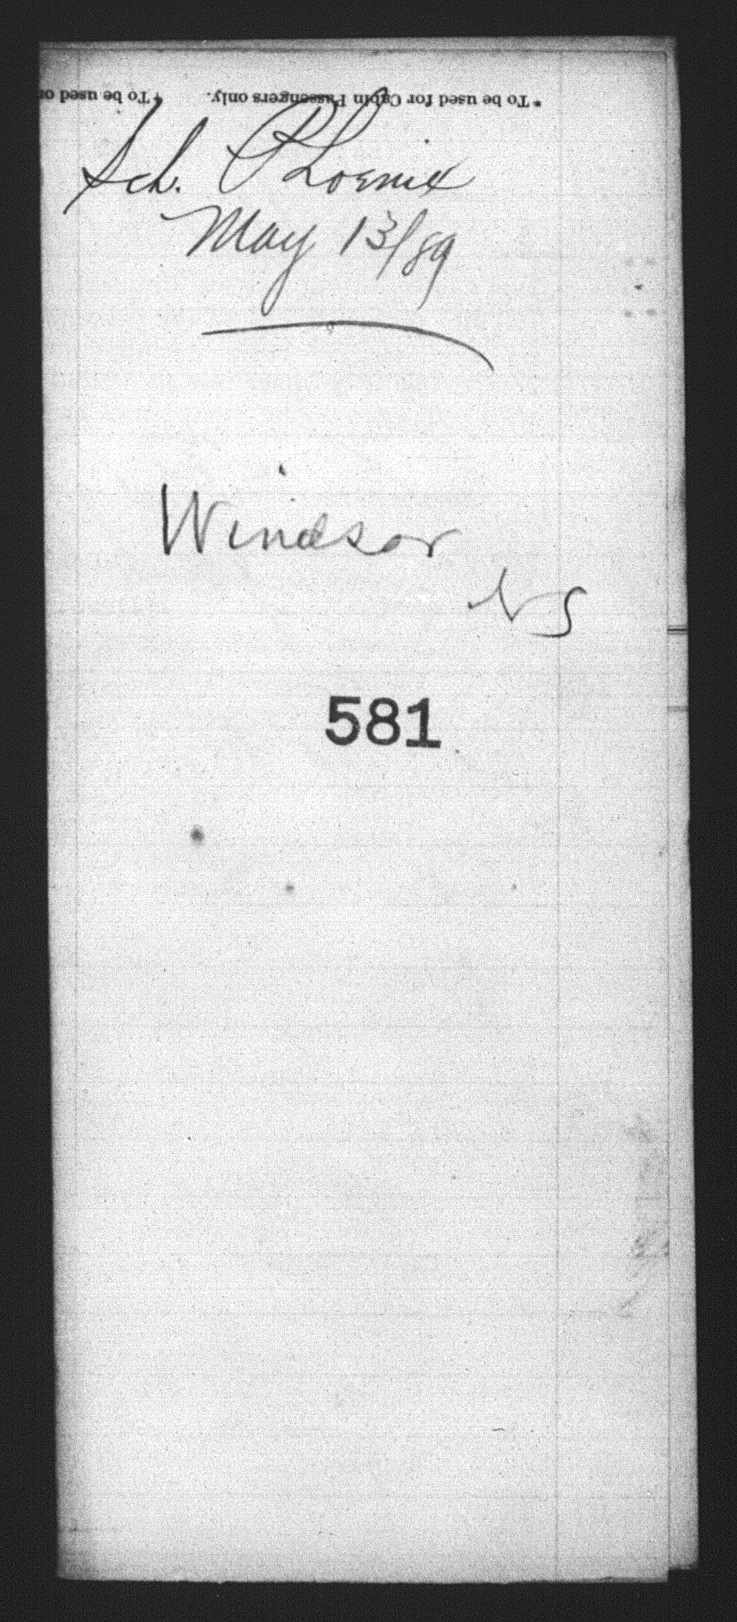 * To be used for Cabin Passengers only. † To be used o
Sch. Phoenix
May 13/89
Windsor
NS
581